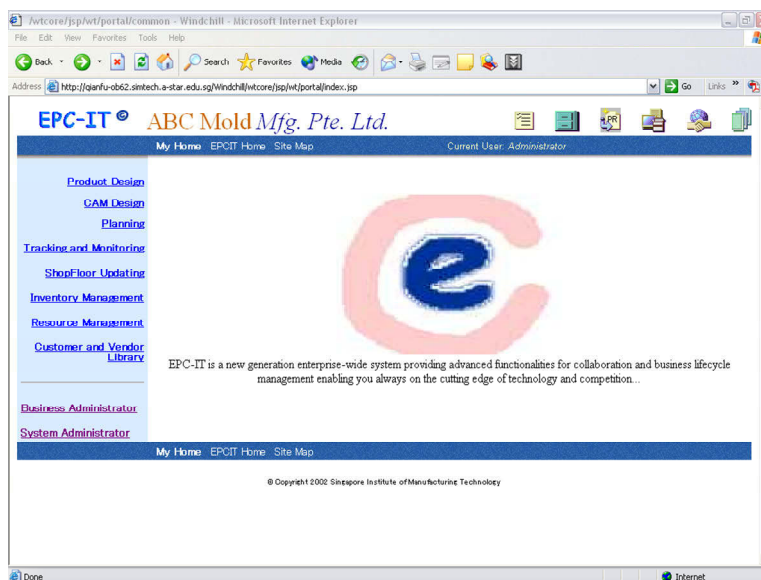 /wtcore/jsp/wt/portal/common - Windchill - Microsoft Internet Explorer
File Edit View Favorites Tools Help
Back Search Favorites Media
Address http://qianfu-ob62.simtech.a-star.edu.sg/Windchill/wtcore/jsp/wt/portal/index.jsp Go Links »
EPC-IT © ABC Mold Mfg. Pte. Ltd.
My Home EPCIT Home Site Map Current User: Administrator
Product Design
CAM Design
Planning
Tracking and Monitoring
ShopFloor Updating
Inventory Management
Resource Management
Customer and Vendor
Library
e
EPC-IT is a new generation enterprise-wide system providing advanced functionalities for collaboration and business lifecycle
management enabling you always on the cutting edge of technology and competition...
Business Administrator
System Administrator
My Home EPCIT Home Site Map
© Copyright 2002 Singapore Institute of Manufacturing Technology
Done Internet